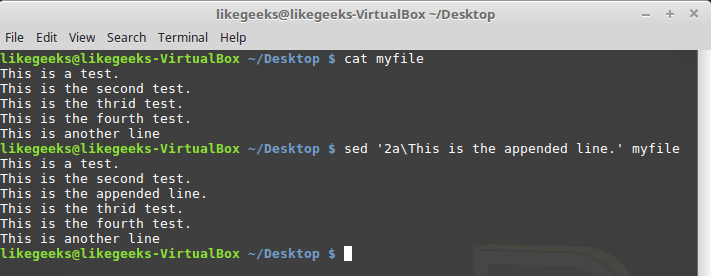 likegeeks@likegeeks-VirtualBox ~/Desktop
File Edit View Search Terminal Help
likegeeks@likegeeks-VirtualBox ~/Desktop $ cat myfile
This is a test.
This is the second test.
This is the thrid test.
This is the fourth test.
This is another line
likegeeks@likegeeks-VirtualBox ~/Desktop $ sed '2a\This is the appended line.' myfile
This is a test.
This is the second test.
This is the appended line.
This is the thrid test.
This is the fourth test.
This is another line
likegeeks@likegeeks-VirtualBox ~/Desktop $